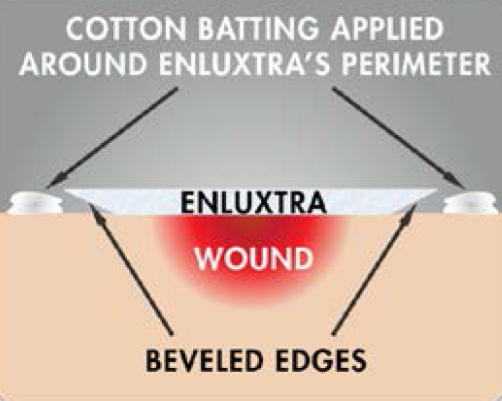 COTTON BATTING APPLIED
AROUND ENLUXTRA'S PERIMETER
ENLUXTRA
WOUND
BEVELED EDGES